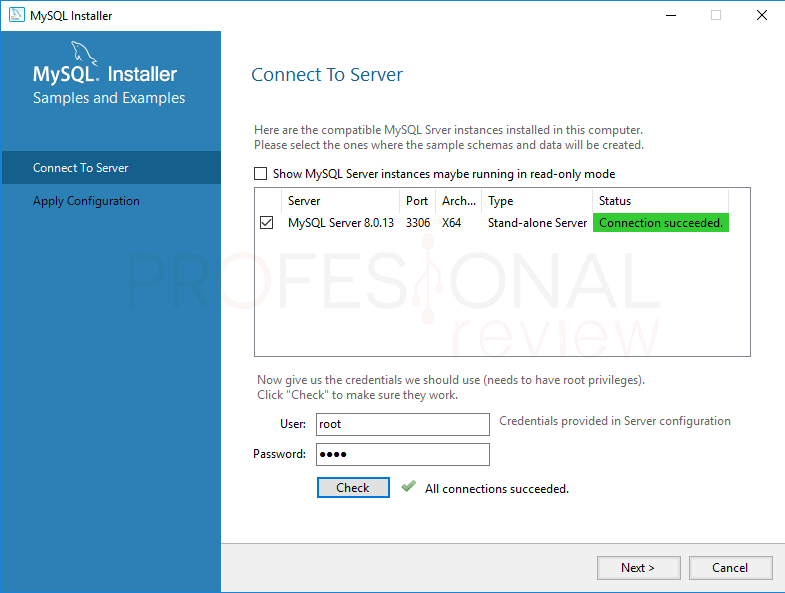 MySQL Installer
MySQL. Installer
Samples and Examples
Connect To Server
Apply Configuration
Connect To Server
Here are the compatible MySQL Srver instances installed in this computer.
Please select the ones where the sample schemas and data will be created.
Show MySQL Server instances maybe running in read-only mode
Server Port Arch... Type Status
MySQL Server 8.0.13 3306 X64 Stand-alone Server Connection succeeded.
PROFESIONAL
review
Now give us the credentials we should use (needs to have root privileges).
Click "Check" to make sure they work.
User: root Credentials provided in Server configuration
Password: ●●●●
Check All connections succeeded.
Next > Cancel